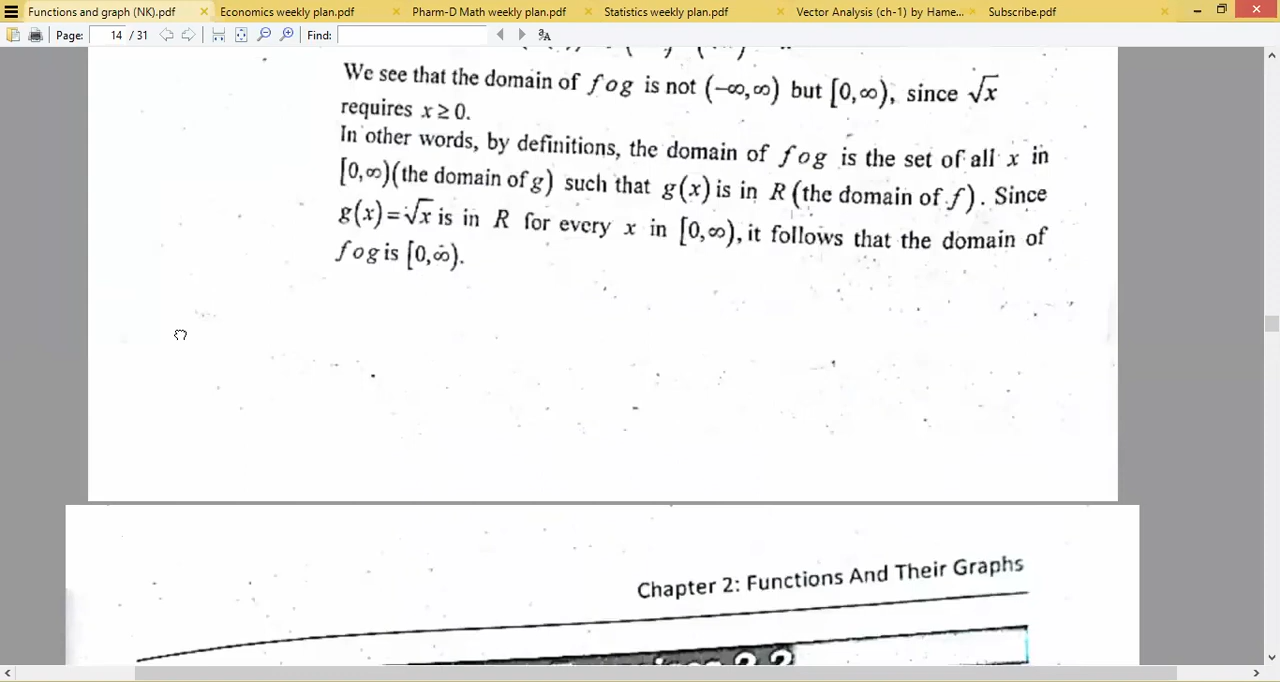 Functions and graph (NK).pdf × Economics weekly plan.pdf × Pharm-D Math weekly plan.pdf × Statistics weekly plan.pdf × Vector Analysis (ch-1) by Hame... × Subscribe.pdf ×
Page: 14 / 31 Find:
We see that the domain of fog is not (-∞,∞) but [0,∞), since √x
requires x ≥ 0.
In other words, by definitions, the domain of fog is the set of all x in
[0,∞)(the domain of g) such that g(x) is in R (the domain of f). Since
g(x)=√x is in R for every x in [0,∞), it follows that the domain of
fog is [0,∞).
Chapter 2: Functions And Their Graphs